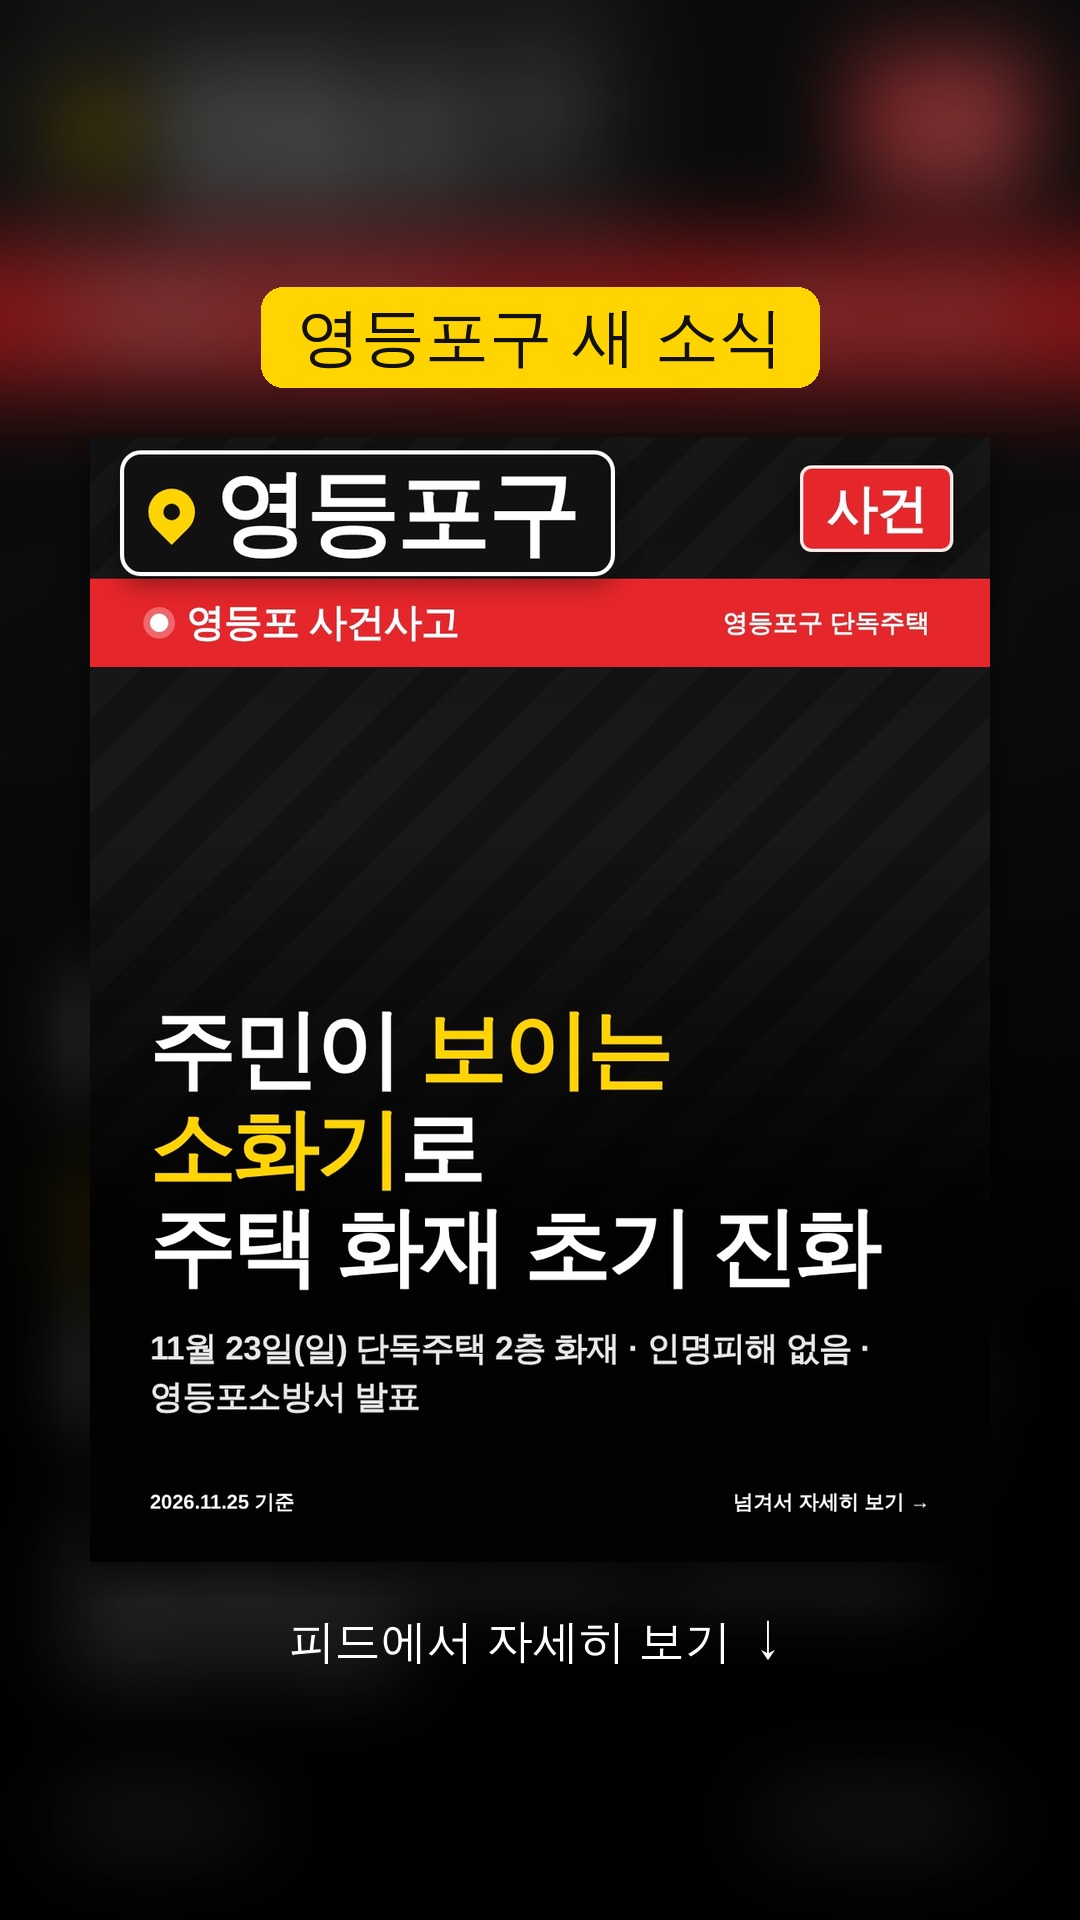 영등포구 새 소식
영등포구
사건
영등포 사건사고
영등포구 단독주택
주민이 보이는
소화기로
주택 화재 초기 진화
11월 23일(일) 단독주택 2층 화재 · 인명피해 없음 ·
영등포소방서 발표
2026.11.25 기준
넘겨서 자세히 보기 →
피드에서 자세히 보기 ↓